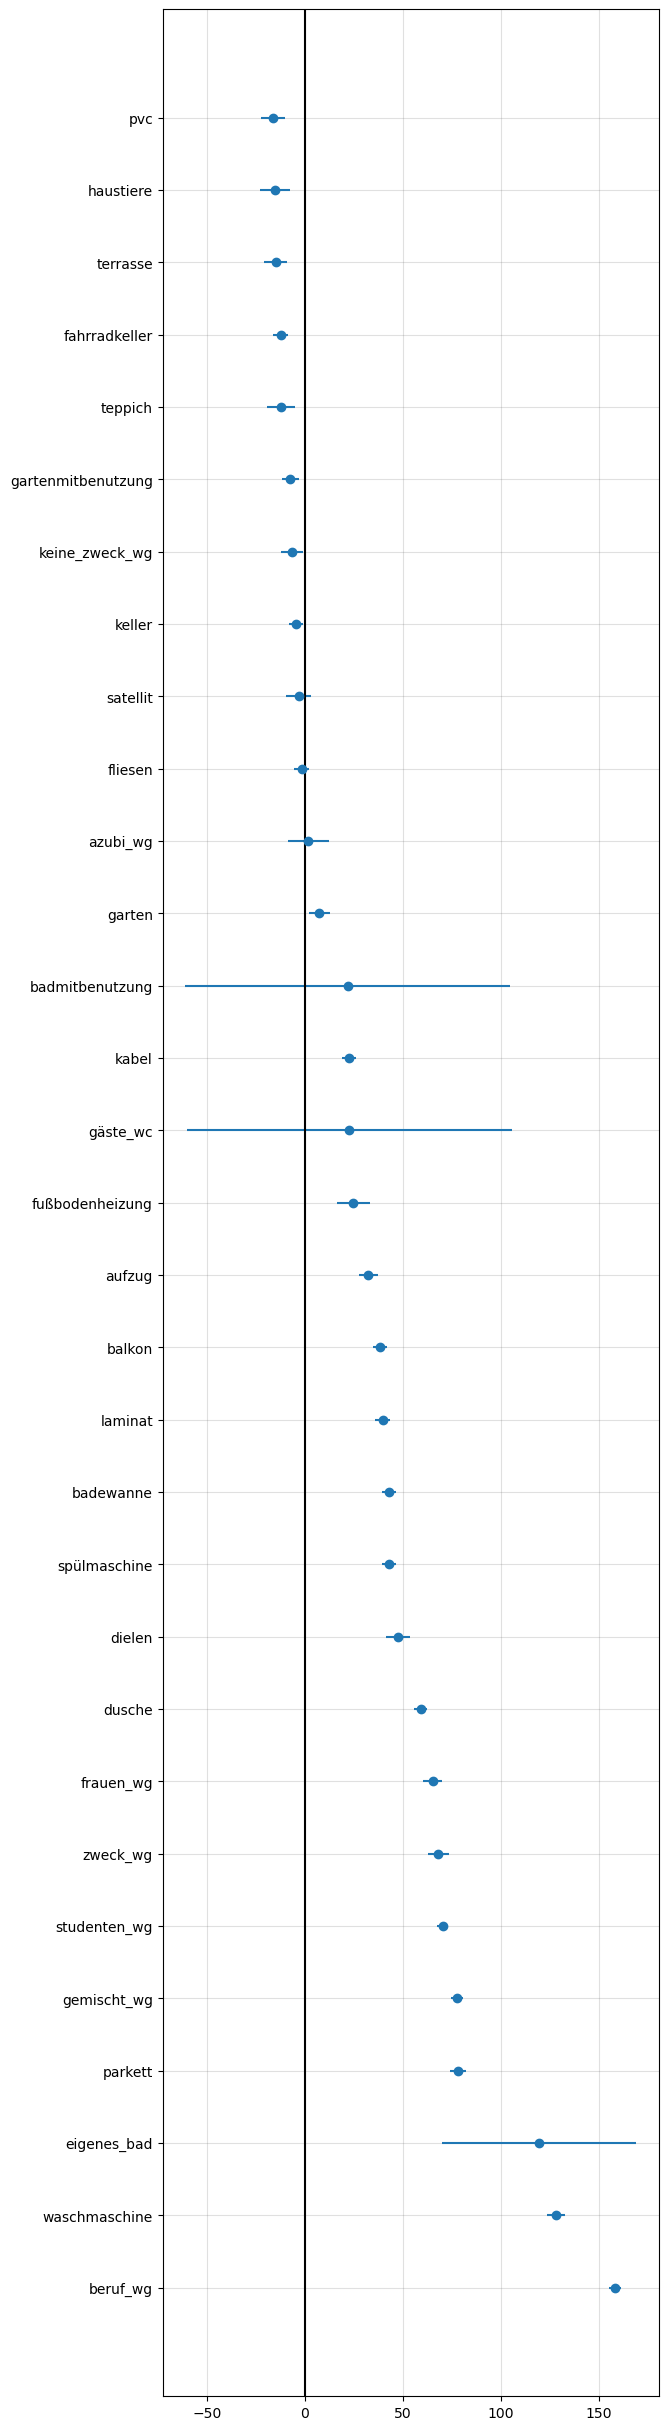 pvc
haustiere
terrasse
fahrradkeller
teppich
gartenmitbenutzung
keine_zweck_wg
keller
satellit
fliesen
azubi_wg
garten
badmitbenutzung
kabel
gäste_wc
fußbodenheizung
aufzug
balkon
laminat
badewanne
spülmaschine
dielen
dusche
frauen_wg
zweck_wg
studenten_wg
gemischt_wg
parkett
eigenes_bad
waschmaschine
beruf_wg
−50 0 50 100 150